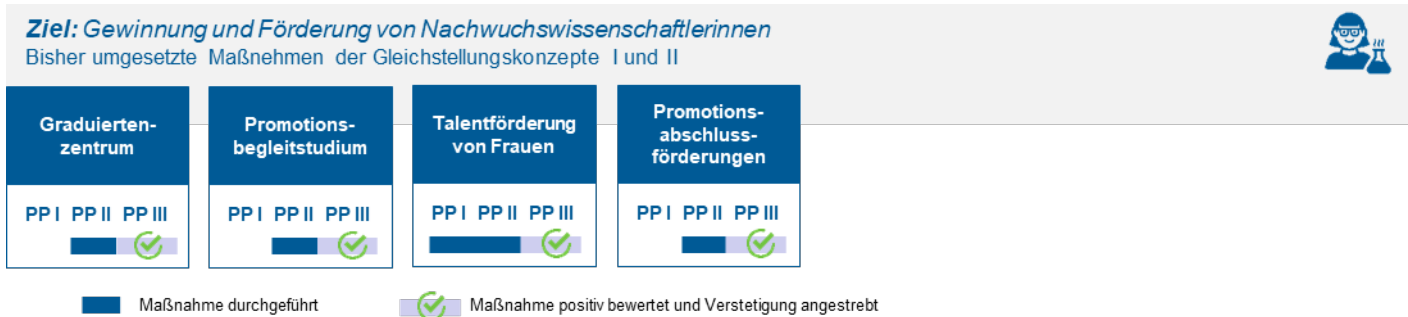 Ziel: Gewinnung und Förderung von Nachwuchswissenschaftlerinnen
Bisher umgesetzte Maßnehmen der Gleichstellungskonzepte I und II
Graduierten-
zentrum
Promotions-
begleitstudium
Talentförderung
von Frauen
Promotions-
abschluss-
förderungen
PP I PP II PP III
PP I PP II PP III
PP I PP II PP III
PP I PP II PP III
Maßnahme durchgeführt
Maßnahme positiv bewertet und Verstetigung angestrebt